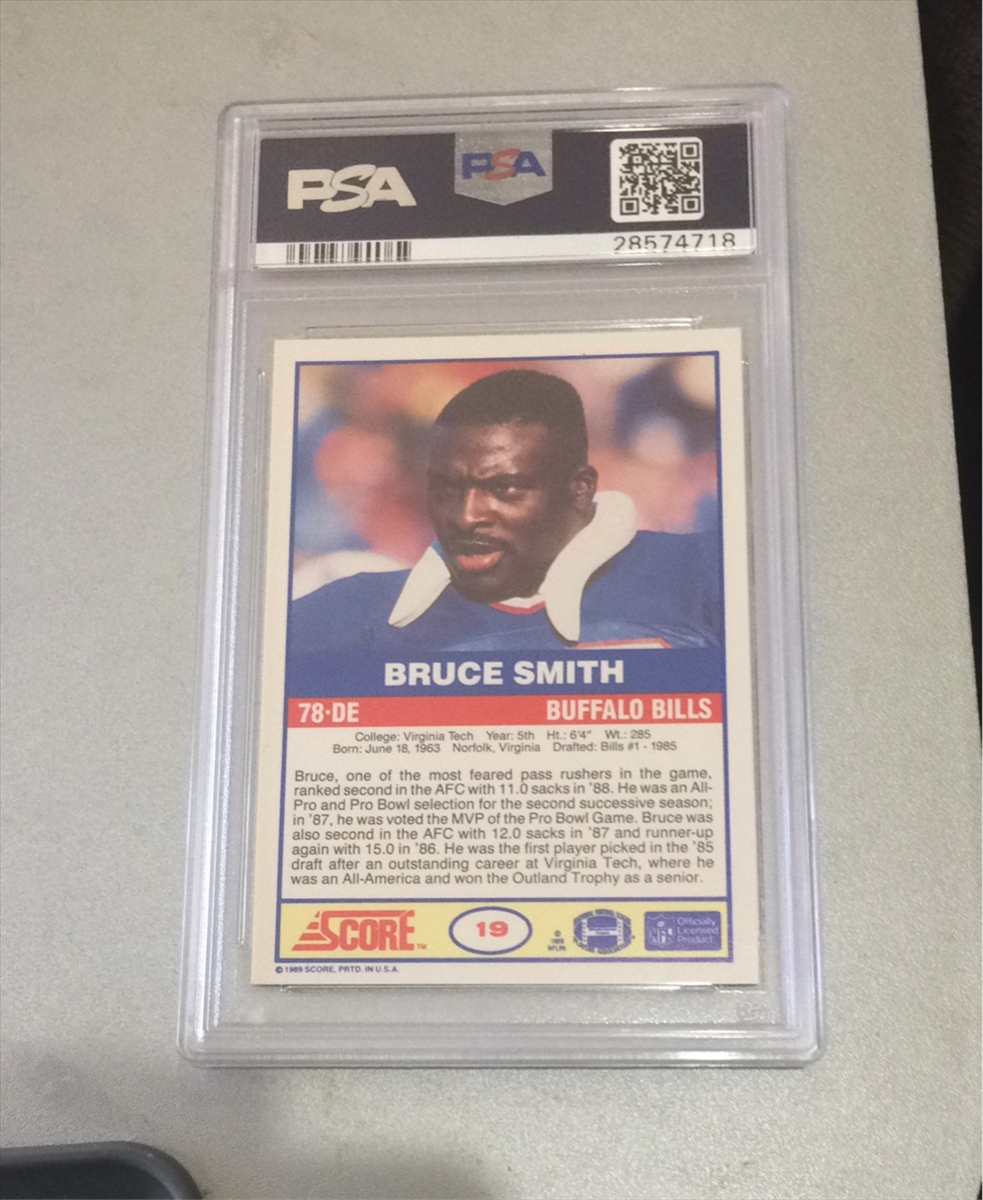 PSA
PSA
28574718
BRUCE SMITH
78·DE BUFFALO BILLS
College: Virginia Tech Year: 5th Ht.: 6'4" Wt.: 285
Born: June 18, 1963 Norfolk, Virginia Drafted: Bills #1 - 1985
Bruce, one of the most feared pass rushers in the game,
ranked second in the AFC with 11.0 sacks in '88. He was an All-
Pro and Pro Bowl selection for the second successive season;
in '87, he was voted the MVP of the Pro Bowl Game. Bruce was
also second in the AFC with 12.0 sacks in '87 and runner-up
again with 15.0 in '86. He was the first player picked in the '85
draft after an outstanding career at Virginia Tech, where he
was an All-America and won the Outland Trophy as a senior.
SCORE™ 19
©
1989
NFLPA
NFL
Officially
Licensed
Product
© 1989 SCORE, PRTD. IN U.S.A.